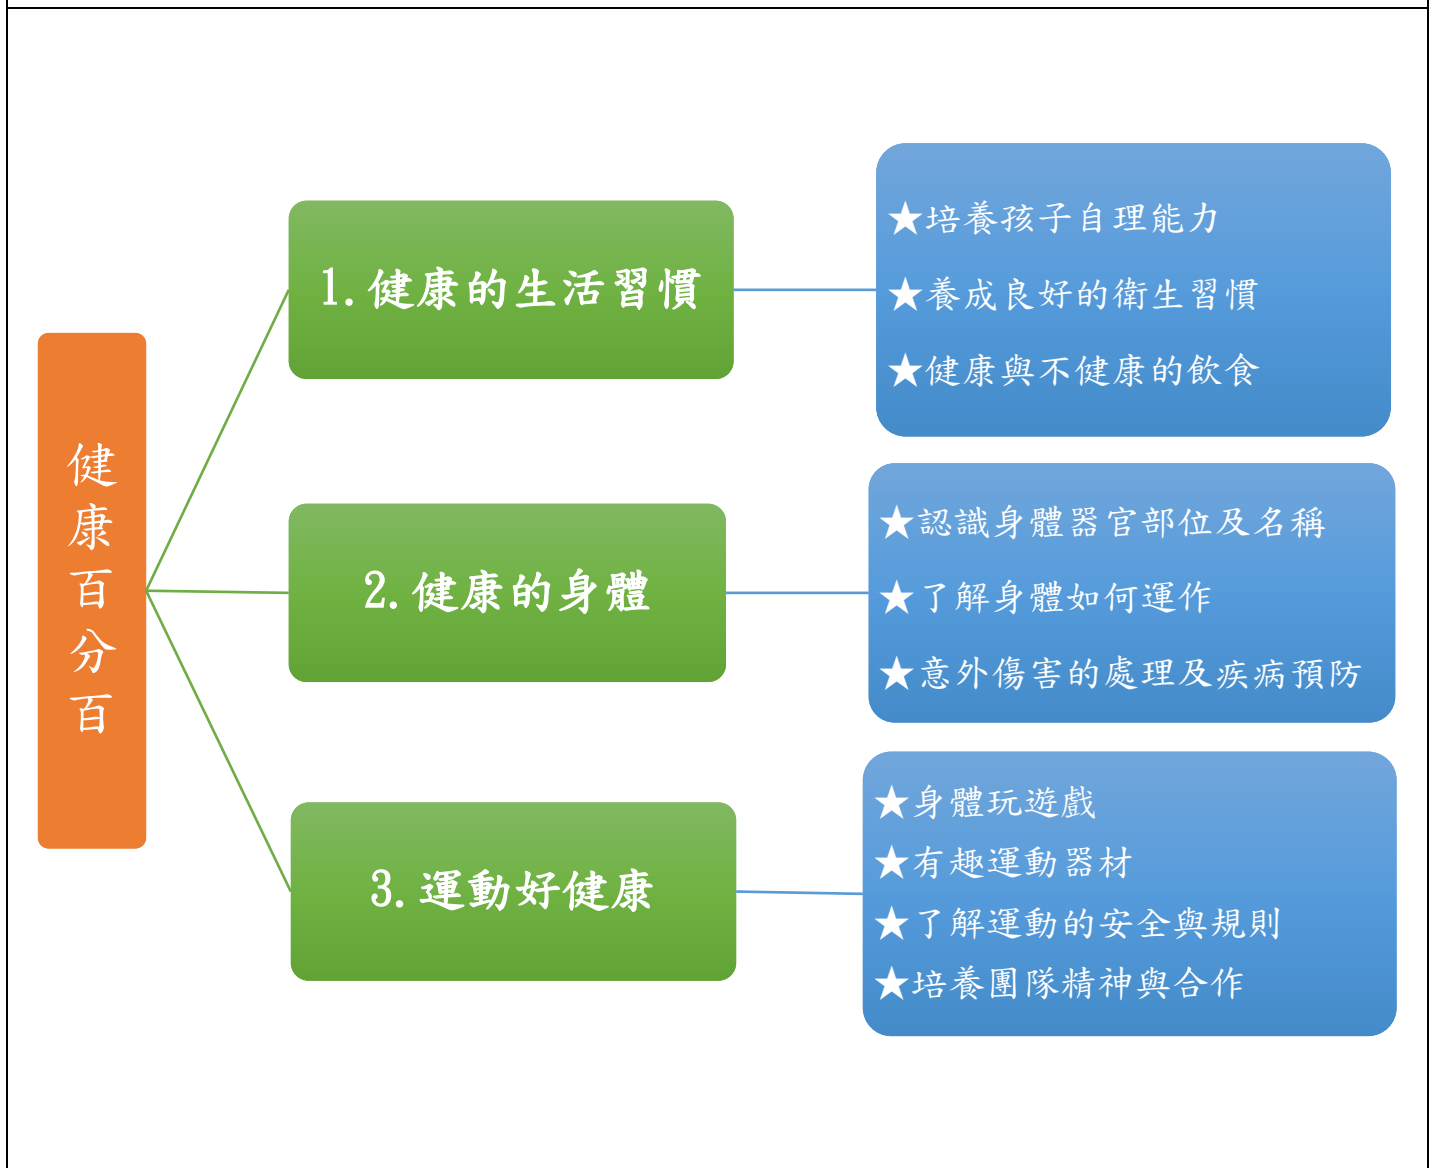 健康百分百
1.健康的生活習慣
★培養孩子自理能力
★養成良好的衛生習慣
★健康與不健康的飲食
2.健康的身體
★認識身體器官部位及名稱
★了解身體如何運作
★意外傷害的處理及疾病預防
3.運動好健康
★身體玩遊戲
★有趣運動器材
★了解運動的安全與規則
★培養團隊精神與合作